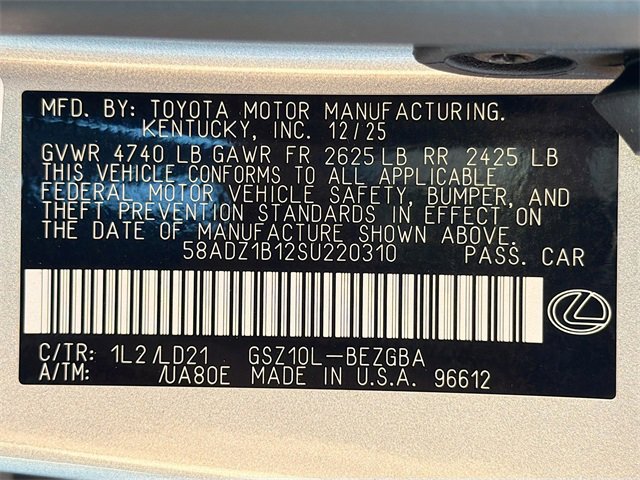 MFD. BY: TOYOTA MOTOR MANUFACTURING.
KENTUCKY, INC. 12/25
GVWR 4740 LB GAWR FR 2625 LB RR 2425 LB
THIS VEHICLE CONFORMS TO ALL APPLICABLE
FEDERAL MOTOR VEHICLE SAFETY, BUMPER, AND
THEFT PREVENTION STANDARDS IN EFFECT ON
THE DATE OF MANUFACTURE SHOWN ABOVE.
58ADZ1B12SU220310 PASS. CAR
C/TR: 1L2/LD21 GSZ10L-BEZGBA
A/TM: /UA80E MADE IN U.S.A. 96612